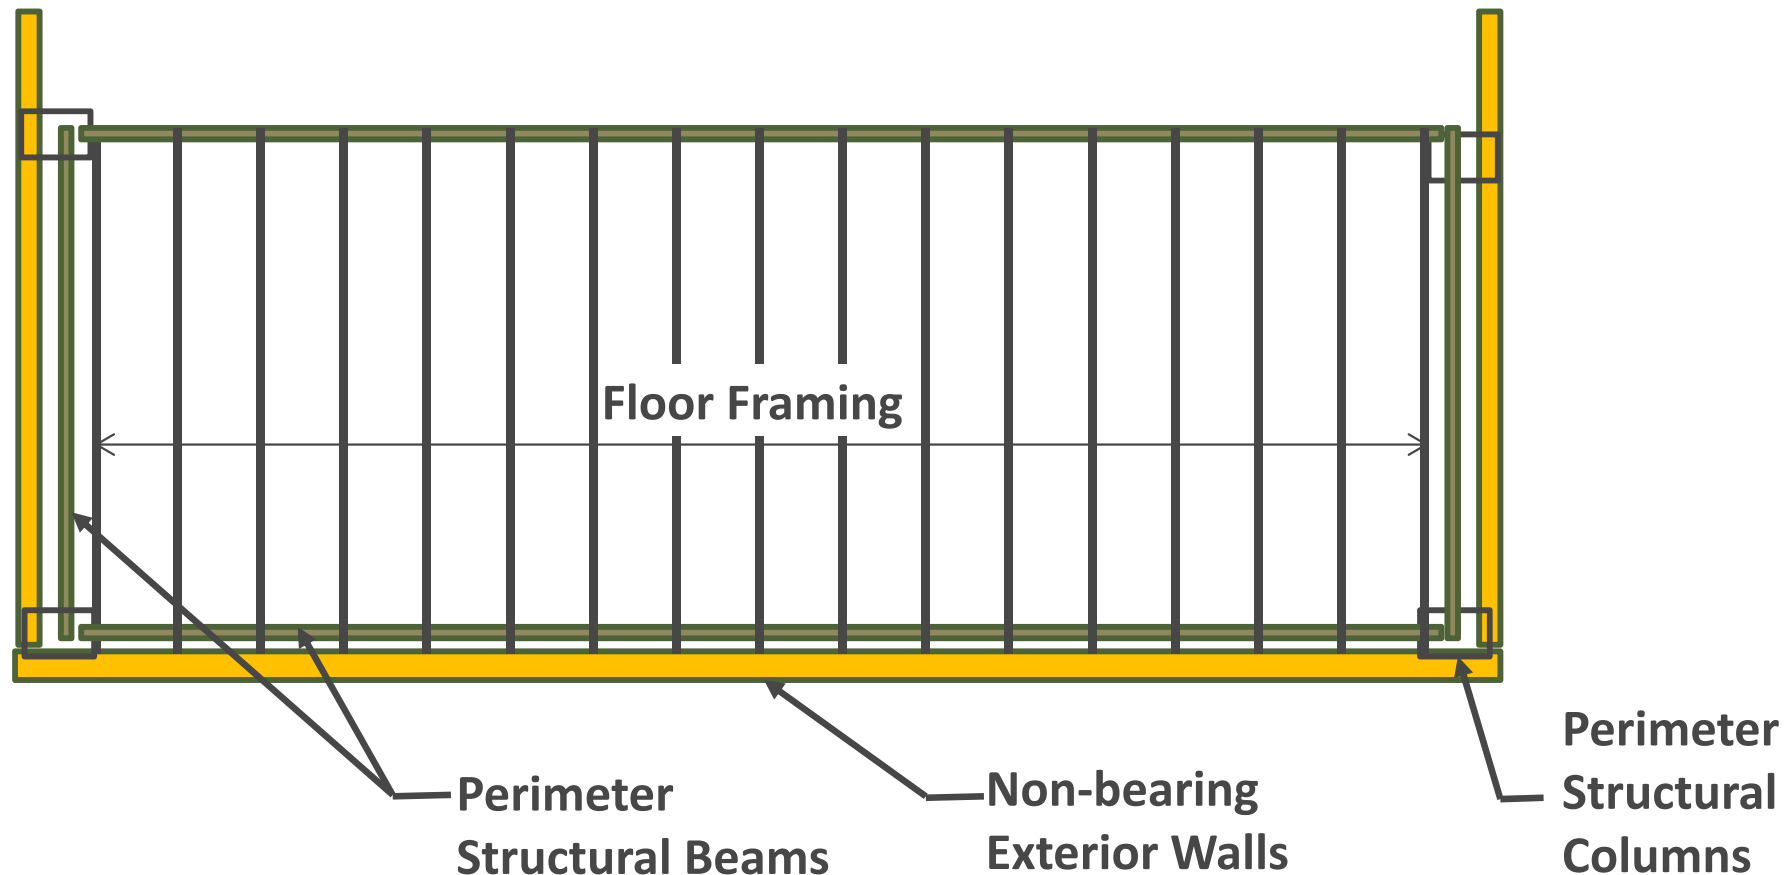 Floor Framing
Perimeter
Structural Beams
Non-bearing
Exterior Walls
Perimeter
Structural
Columns